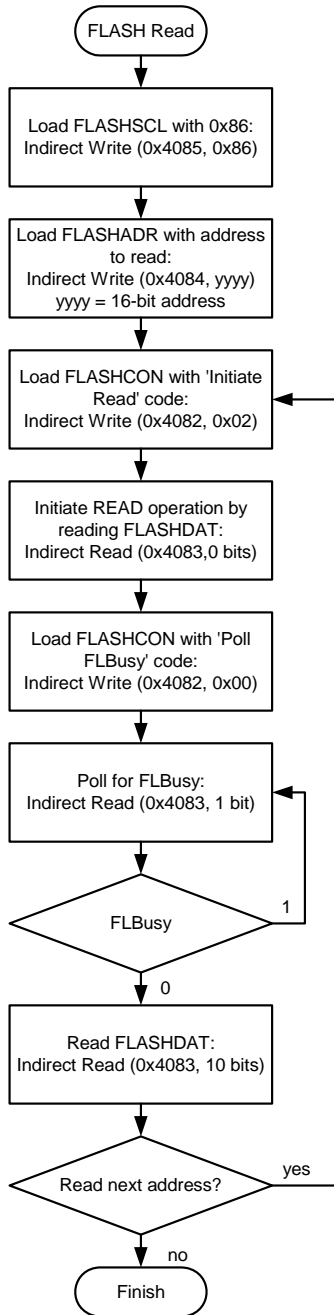 FLASH Read
Load FLASHSCL with 0x86:
Indirect Write (0x4085, 0x86)
Load FLASHADR with address
to read:
Indirect Write (0x4084, yyyy)
yyyy = 16-bit address
Load FLASHCON with 'Initiate
Read' code:
Indirect Write (0x4082, 0x02)
Initiate READ operation by
reading FLASHDAT:
Indirect Read (0x4083,0 bits)
Load FLASHCON with 'Poll
FLBusy' code:
Indirect Write (0x4082, 0x00)
Poll for FLBusy:
Indirect Read (0x4083, 1 bit)
FLBusy
1
0
Read FLASHDAT:
Indirect Read (0x4083, 10 bits)
Read next address?
yes
no
Finish